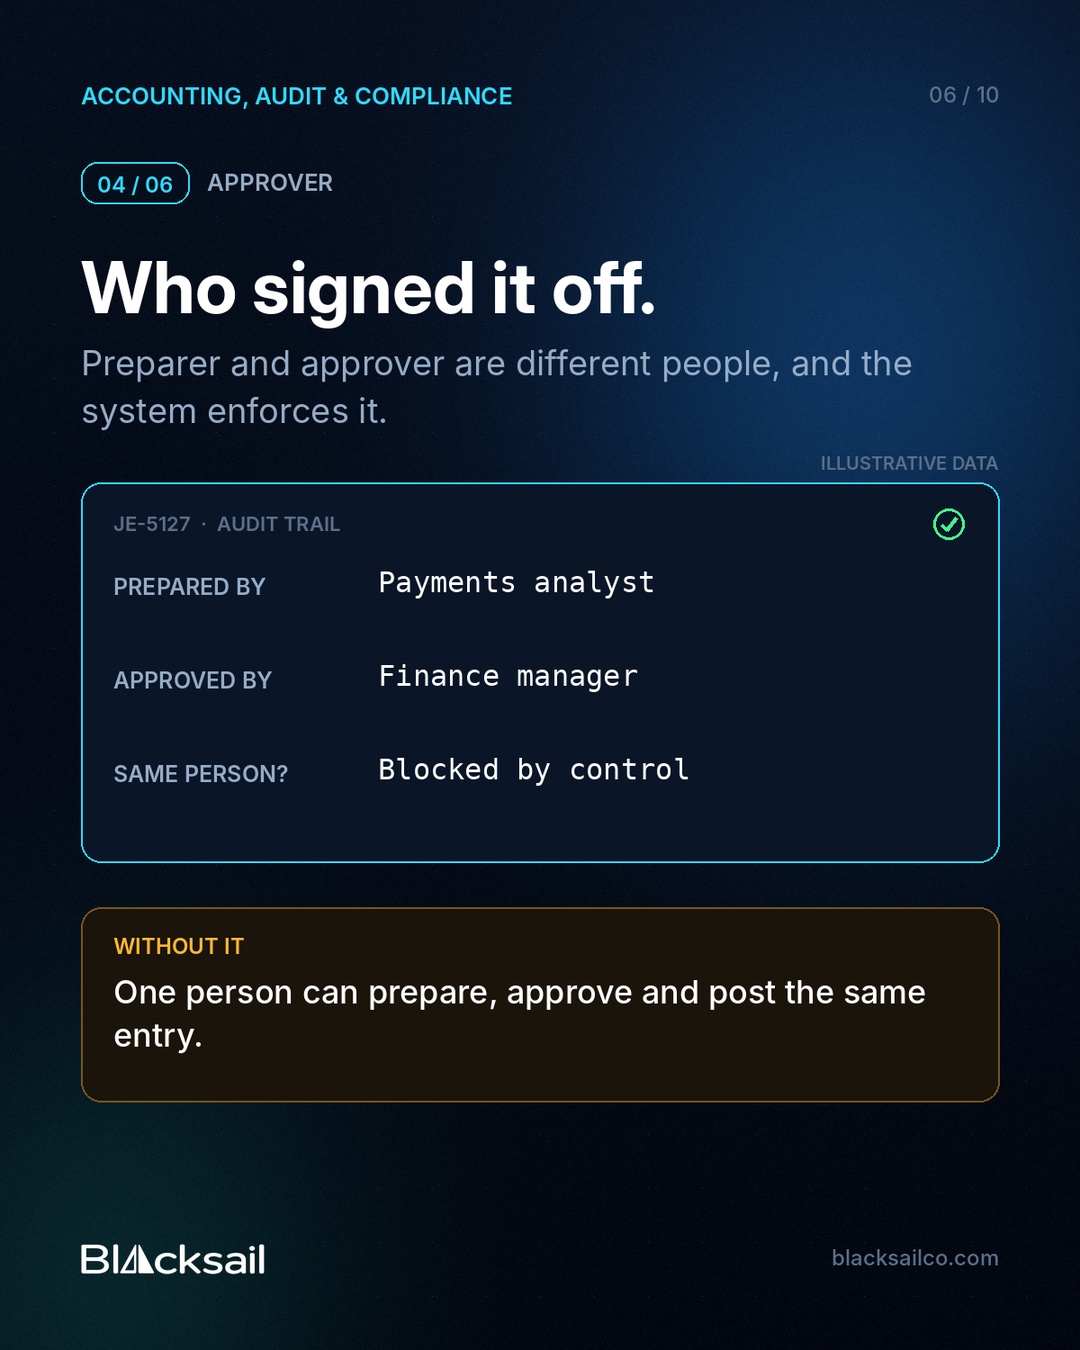 ACCOUNTING, AUDIT & COMPLIANCE
06 / 10
04 / 06
APPROVER
Who signed it off.
Preparer and approver are different people, and the
system enforces it.
ILLUSTRATIVE DATA
JE-5127 · AUDIT TRAIL
PREPARED BY
Payments analyst
APPROVED BY
Finance manager
SAME PERSON?
Blocked by control
WITHOUT IT
One person can prepare, approve and post the same
entry.
Blacksail
blacksailco.com